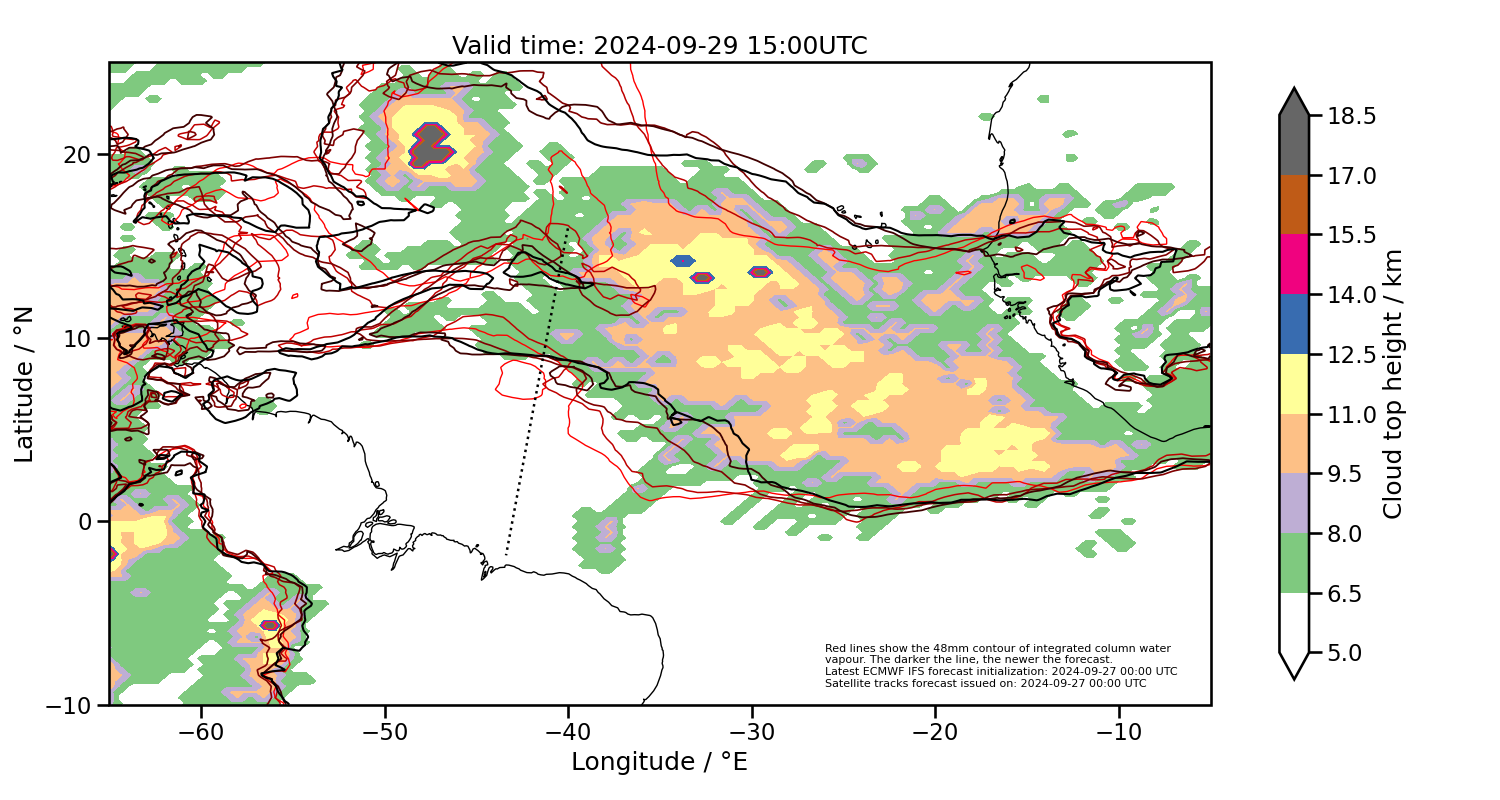 Valid time: 2024-09-29 15:00UTC
20
10
0
−10
Latitude / °N
−60
−50
−40
−30
−20
−10
Longitude / °E
Red lines show the 48mm contour of integrated column water
vapour. The darker the line, the newer the forecast.
Latest ECMWF IFS forecast initialization: 2024-09-27 00:00 UTC
Satellite tracks forecast issued on: 2024-09-27 00:00 UTC
18.5
17.0
15.5
14.0
12.5
11.0
9.5
8.0
6.5
5.0
Cloud top height / km